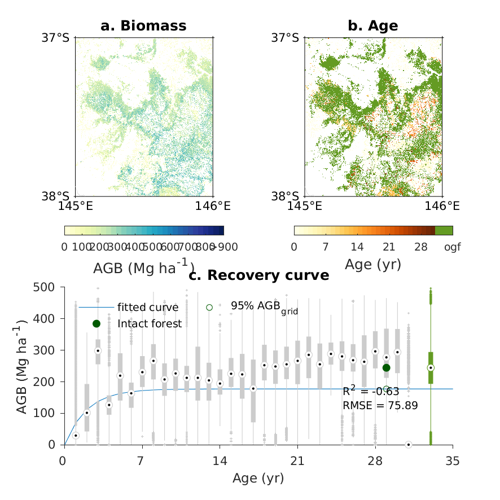 a. Biomass
b. Age
37°S
38°S
145°E
146°E
37°S
38°S
145°E
146°E
0 100 200 300 400 500 600 700 800 >900
AGB (Mg ha-1)
0 7 14 21 28 ogf
Age (yr)
c. Recovery curve
500
400
300
200
100
0
AGB (Mg ha-1)
fitted curve
95% AGBgrid
Intact forest
R2 = -0.63
RMSE = 75.89
0 7 14 21 28 35
Age (yr)